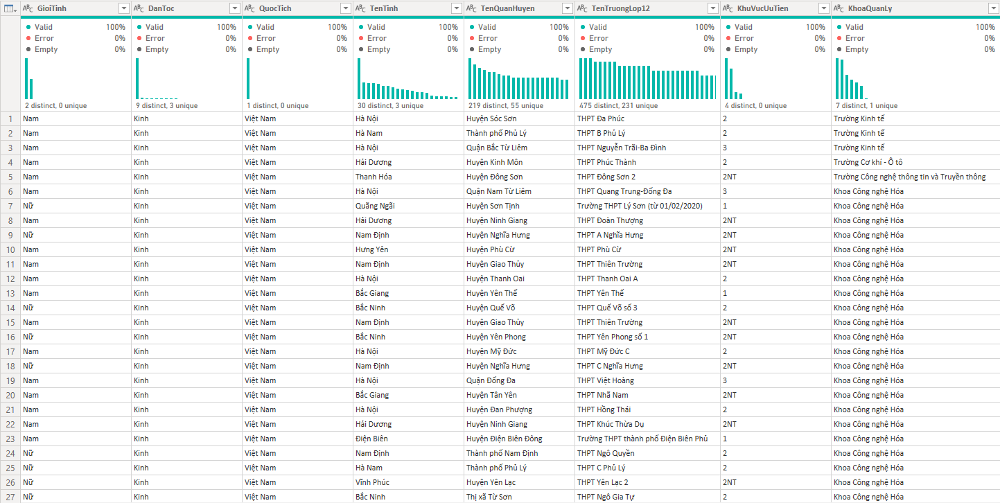 ABC GioiTinh ABC DanToc ABC QuocTich ABC TenTinh ABC TenQuanHuyen ABC TenTruongLop12 ABC KhuVucUuTien ABC KhoaQuanLy
Valid 100% Valid 100% Valid 100% Valid 100% Valid 100% Valid 100% Valid 100% Valid 100%
Error 0% Error 0% Error 0% Error 0% Error 0% Error 0% Error 0% Error 0%
Empty 0% Empty 0% Empty 0% Empty 0% Empty 0% Empty 0% Empty 0% Empty 0%
2 distinct, 0 unique 9 distinct, 3 unique 1 distinct, 0 unique 30 distinct, 3 unique 219 distinct, 55 unique 475 distinct, 231 unique 4 distinct, 0 unique 7 distinct, 1 unique
1 Nam Kinh Việt Nam Hà Nội Huyện Sóc Sơn THPT Đa Phúc 2 Trường Kinh tế
2 Nam Kinh Việt Nam Hà Nam Thành phố Phủ Lý THPT B Phủ Lý 2 Trường Kinh tế
3 Nam Kinh Việt Nam Hà Nội Quận Bắc Từ Liêm THPT Nguyễn Trãi-Ba Đình 3 Trường Kinh tế
4 Nam Kinh Việt Nam Hải Dương Huyện Kinh Môn THPT Phúc Thành 2 Trường Cơ khí - Ô tô
5 Nam Kinh Việt Nam Thanh Hóa Huyện Đông Sơn THPT Đông Sơn 2 2NT Trường Công nghệ thông tin và Truyền thông
6 Nam Kinh Việt Nam Hà Nội Quận Nam Từ Liêm THPT Quang Trung-Đống Đa 3 Khoa Công nghệ Hóa
7 Nữ Kinh Việt Nam Quãng Ngãi Huyện Sơn Tịnh Trường THPT Lý Sơn (từ 01/02/2020) 1 Khoa Công nghệ Hóa
8 Nam Kinh Việt Nam Hải Dương Huyện Ninh Giang THPT Đoàn Thượng 2NT Khoa Công nghệ Hóa
9 Nữ Kinh Việt Nam Nam Định Huyện Nghĩa Hưng THPT A Nghĩa Hưng 2NT Khoa Công nghệ Hóa
10 Nam Kinh Việt Nam Hưng Yên Huyện Phù Cừ THPT Phù Cừ 2NT Khoa Công nghệ Hóa
11 Nam Kinh Việt Nam Nam Định Huyện Giao Thủy THPT Thiên Trường 2NT Khoa Công nghệ Hóa
12 Nam Kinh Việt Nam Hà Nội Huyện Thanh Oai THPT Thanh Oai A 2 Khoa Công nghệ Hóa
13 Nam Kinh Việt Nam Bắc Giang Huyện Yên Thế THPT Yên Thế 1 Khoa Công nghệ Hóa
14 Nữ Kinh Việt Nam Bắc Ninh Huyện Quế Võ THPT Quế Võ số 3 2 Khoa Công nghệ Hóa
15 Nam Kinh Việt Nam Nam Định Huyện Giao Thủy THPT Thiên Trường 2NT Khoa Công nghệ Hóa
16 Nữ Kinh Việt Nam Bắc Ninh Huyện Yên Phong THPT Yên Phong số 1 2NT Khoa Công nghệ Hóa
17 Nam Kinh Việt Nam Hà Nội Huyện Mỹ Đức THPT Mỹ Đức C 2 Khoa Công nghệ Hóa
18 Nữ Kinh Việt Nam Nam Định Huyện Nghĩa Hưng THPT C Nghĩa Hưng 2NT Khoa Công nghệ Hóa
19 Nam Kinh Việt Nam Hà Nội Quận Đống Đa THPT Việt Hoàng 3 Khoa Công nghệ Hóa
20 Nam Kinh Việt Nam Bắc Giang Huyện Tân Yên THPT Nhã Nam 2NT Khoa Công nghệ Hóa
21 Nam Kinh Việt Nam Hà Nội Huyện Đan Phượng THPT Hồng Thái 2 Khoa Công nghệ Hóa
22 Nam Kinh Việt Nam Hải Dương Huyện Ninh Giang THPT Khúc Thừa Dụ 2NT Khoa Công nghệ Hóa
23 Nam Kinh Việt Nam Điện Biên Huyện Điện Biên Đông Trường THPT thành phố Điện Biên Phủ 1 Khoa Công nghệ Hóa
24 Nữ Kinh Việt Nam Nam Định Thành phố Nam Định THPT Ngô Quyền 2 Khoa Công nghệ Hóa
25 Nữ Kinh Việt Nam Hà Nam Thành phố Phủ Lý THPT C Phủ Lý 2 Khoa Công nghệ Hóa
26 Nữ Kinh Việt Nam Vĩnh Phúc Huyện Yên Lạc THPT Yên Lạc 2 2NT Khoa Công nghệ Hóa
27 Nữ Kinh Việt Nam Bắc Ninh Thị xã Từ Sơn THPT Ngô Gia Tự 2 Khoa Công nghệ Hóa